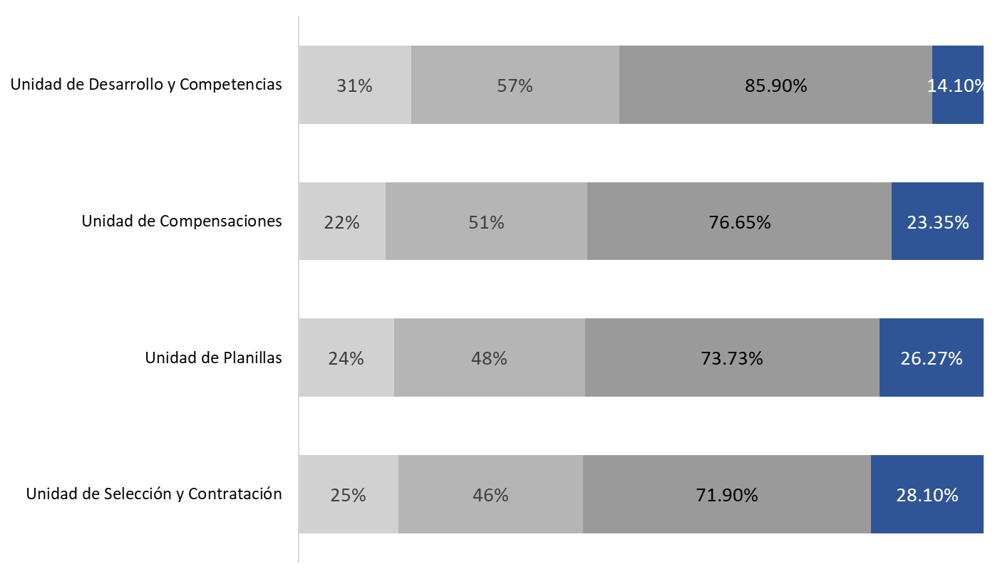 Unidad de Desarrollo y Competencias 31% 57% 85.90% 14.10%
Unidad de Compensaciones 22% 51% 76.65% 23.35%
Unidad de Planillas 24% 48% 73.73% 26.27%
Unidad de Selección y Contratación 25% 46% 71.90% 28.10%